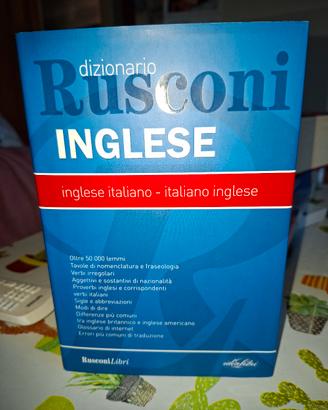 dizionario
Rusconi
INGLESE
inglese italiano - italiano inglese
Oltre 50.000 lemmi
Tavole di nomenclatura e fraseologia
Verbi irregolari
Aggettivi e sostantivi di nazionalità
Proverbi inglesi e corrispondenti
verbi italiani
Sigle e abbreviazioni
Modi di dire
Differenze più comuni
tra inglese britannico e inglese americano
Glossario di internet
Errori più comuni di traduzione
RusconiLibri